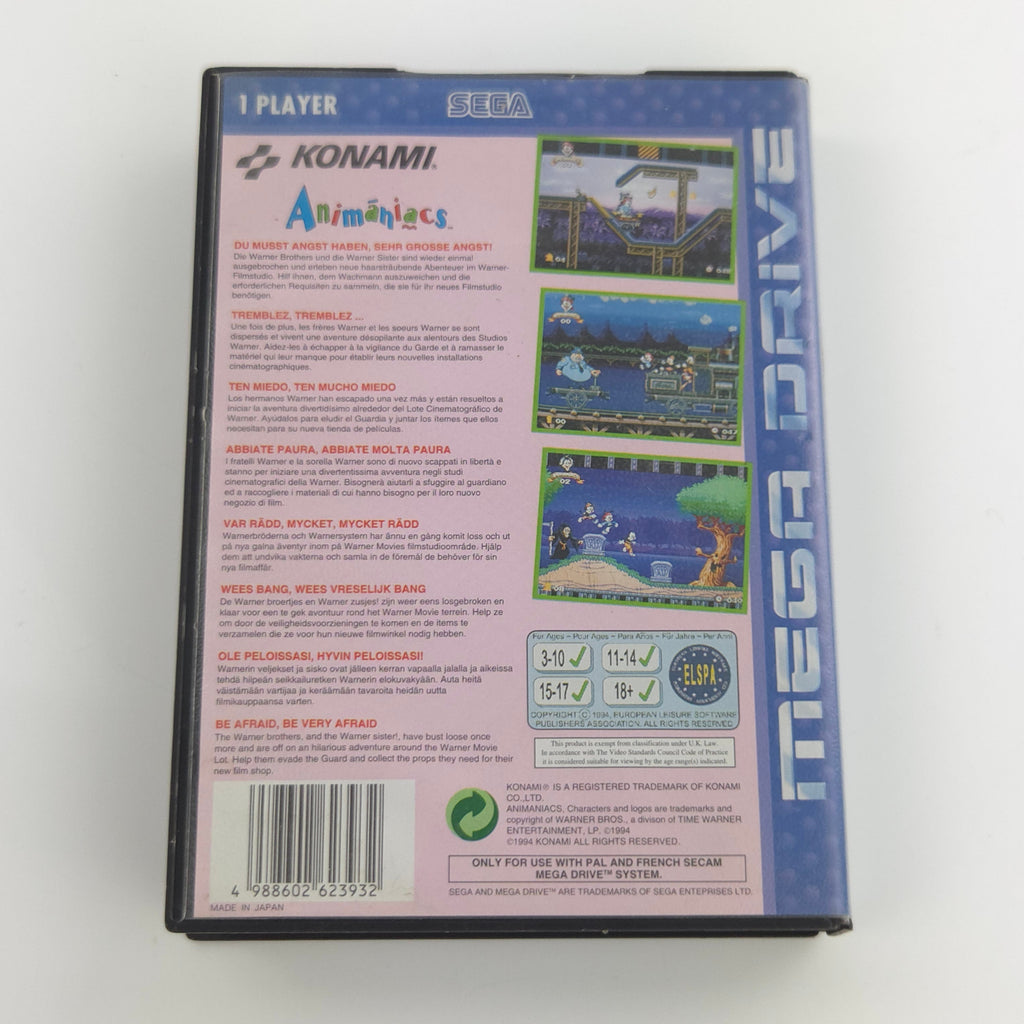 1 PLAYER
SEGA
KONAMI®
Animaniacs™
DU MUSST ANGST HABEN, SEHR GROSSE ANGST!
Die Warner Brothers und die Warner Sister sind wieder einmal
ausgebrochen und erleben neue haarsträubende Abenteuer im Warner-
Filmstudio. Hilf ihnen, dem Wachmann auszuweichen und die
erforderlichen Requisiten zu sammeln, die sie für ihr neues Filmstudio
benötigen.
TREMBLEZ, TREMBLEZ ...
Une fois de plus, les frères Warner et les soeurs Warner se sont
dispersés et vivent une aventure désopilante aux alentours des Studios
Warner. Aidez-les à échapper à la vigilance du Garde et à ramasser le
matériel qui leur manque pour établir leurs nouvelles installations
cinématographiques.
TEN MIEDO, TEN MUCHO MIEDO
Los hermanos Warner han escapado una vez más y están resueltos a
iniciar la aventura divertidísimo alrededor del Lote Cinematográfico de
Warner. Ayúdalos para eludir el Guardia y juntar los ítemes que ellos
necesitan para su nueva tienda de películas.
ABBIATE PAURA, ABBIATE MOLTA PAURA
I fratelli Warner e la sorella Warner sono di nuovo scappati in libertà e
stanno per iniziare una divertentissima avventura negli studi
cinematografici della Warner. Bisognerà aiutarli a sfuggire al guardiano
ed a raccogliere i materiali di cui hanno bisogno per il loro nuovo
negozio di film.
VAR RÄDD, MYCKET, MYCKET RÄDD
Warnerbröderna och Warnersystern har ännu en gång komit loss och ut
på nya galna äventyr inom på Warner Movies filmstudioområde. Hjälp
dem att undvika vakterna och samla in de föremål de behöver för sin
nya filmaffär.
WEES BANG, WEES VRESELIJK BANG
De Warner broertjes en Warner zusjes! zijn weer eens losgebroken en
klaar voor een te gek avontuur rond het Warner Movie terrein. Help ze
om door de veiligheidsvoorzieningen te komen en de items te
verzamelen die ze voor hun nieuwe filmwinkel nodig hebben.
OLE PELOISSASI, HYVIN PELOISSASI!
Warnerin veljekset ja sisko ovat jälleen kerran vapaalla jalalla ja aikeissa
tehdä hilpeän seikkailuretken Warnerin elokuvakyään. Auta heitä
väistämään vartijaa ja keräämään tavaroita heidän uutta
filmikauppaansa varten.
BE AFRAID, BE VERY AFRAID
The Warner brothers, and the Warner sister!, have bust loose once
more and are off on an hilarious adventure around the Warner Movie
Lot. Help them evade the Guard and collect the props they need for their
new film shop.
4 988602 623932
MADE IN JAPAN
MEGA DRIVE
00
00
02
For Ages – Pour Ages – Para Años – Für Jahre – Per Anni
3-10 11-14
15-17 18+
ELSPA
COPYRIGHT © 1994, EUROPEAN LEISURE SOFTWARE
PUBLISHERS ASSOCIATION. ALL RIGHTS RESERVED
This product is exempt from classification under U.K. Law.
In accordance with The Video Standards Council Code of Practice
it is considered suitable for viewing by the age range(s) indicated.
KONAMI® IS A REGISTERED TRADEMARK OF KONAMI
CO.,LTD.
ANIMANIACS, Characters and logos are trademarks and
copyright of WARNER BROS., a divison of TIME WARNER
ENTERTAINMENT, LP. ©1994
©1994 KONAMI ALL RIGHTS RESERVED.
ONLY FOR USE WITH PAL AND FRENCH SECAM
MEGA DRIVE™ SYSTEM.
SEGA AND MEGA DRIVE™ ARE TRADEMARKS OF SEGA ENTEPRISES LTD.